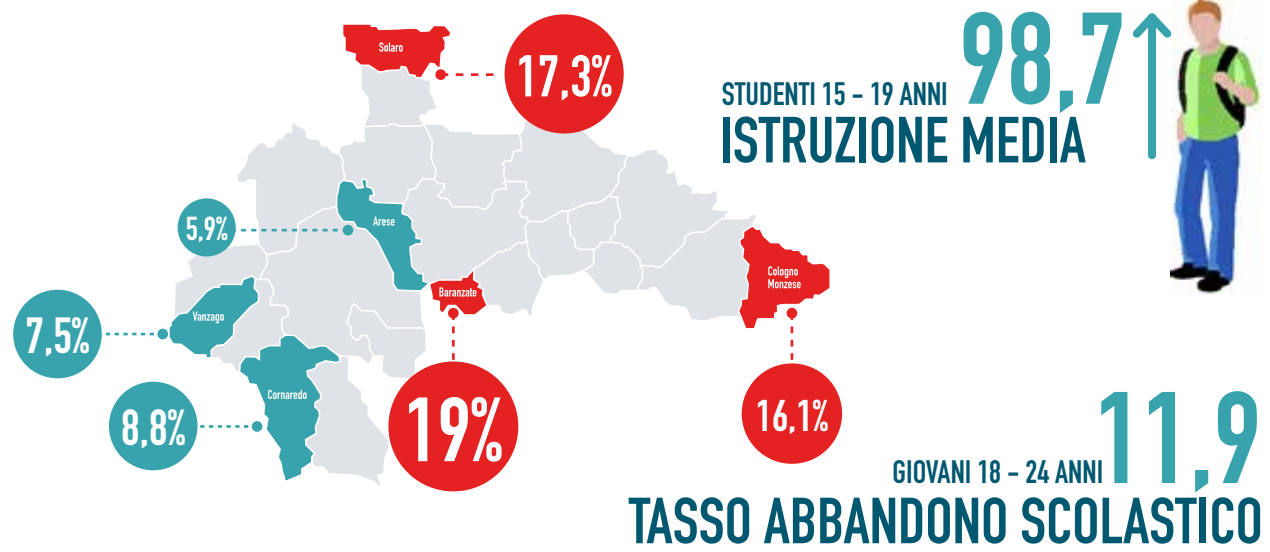 Solaro
17,3%
98,7
STUDENTI 15 - 19 ANNI
ISTRUZIONE MEDIA
5,9%
Arese
Cologno
Monzese
Baranzate
Vanzago
7,5%
Cornaredo
8,8%
19%
16,1%
11,9
GIOVANI 18 - 24 ANNI
TASSO ABBANDONO SCOLASTICO